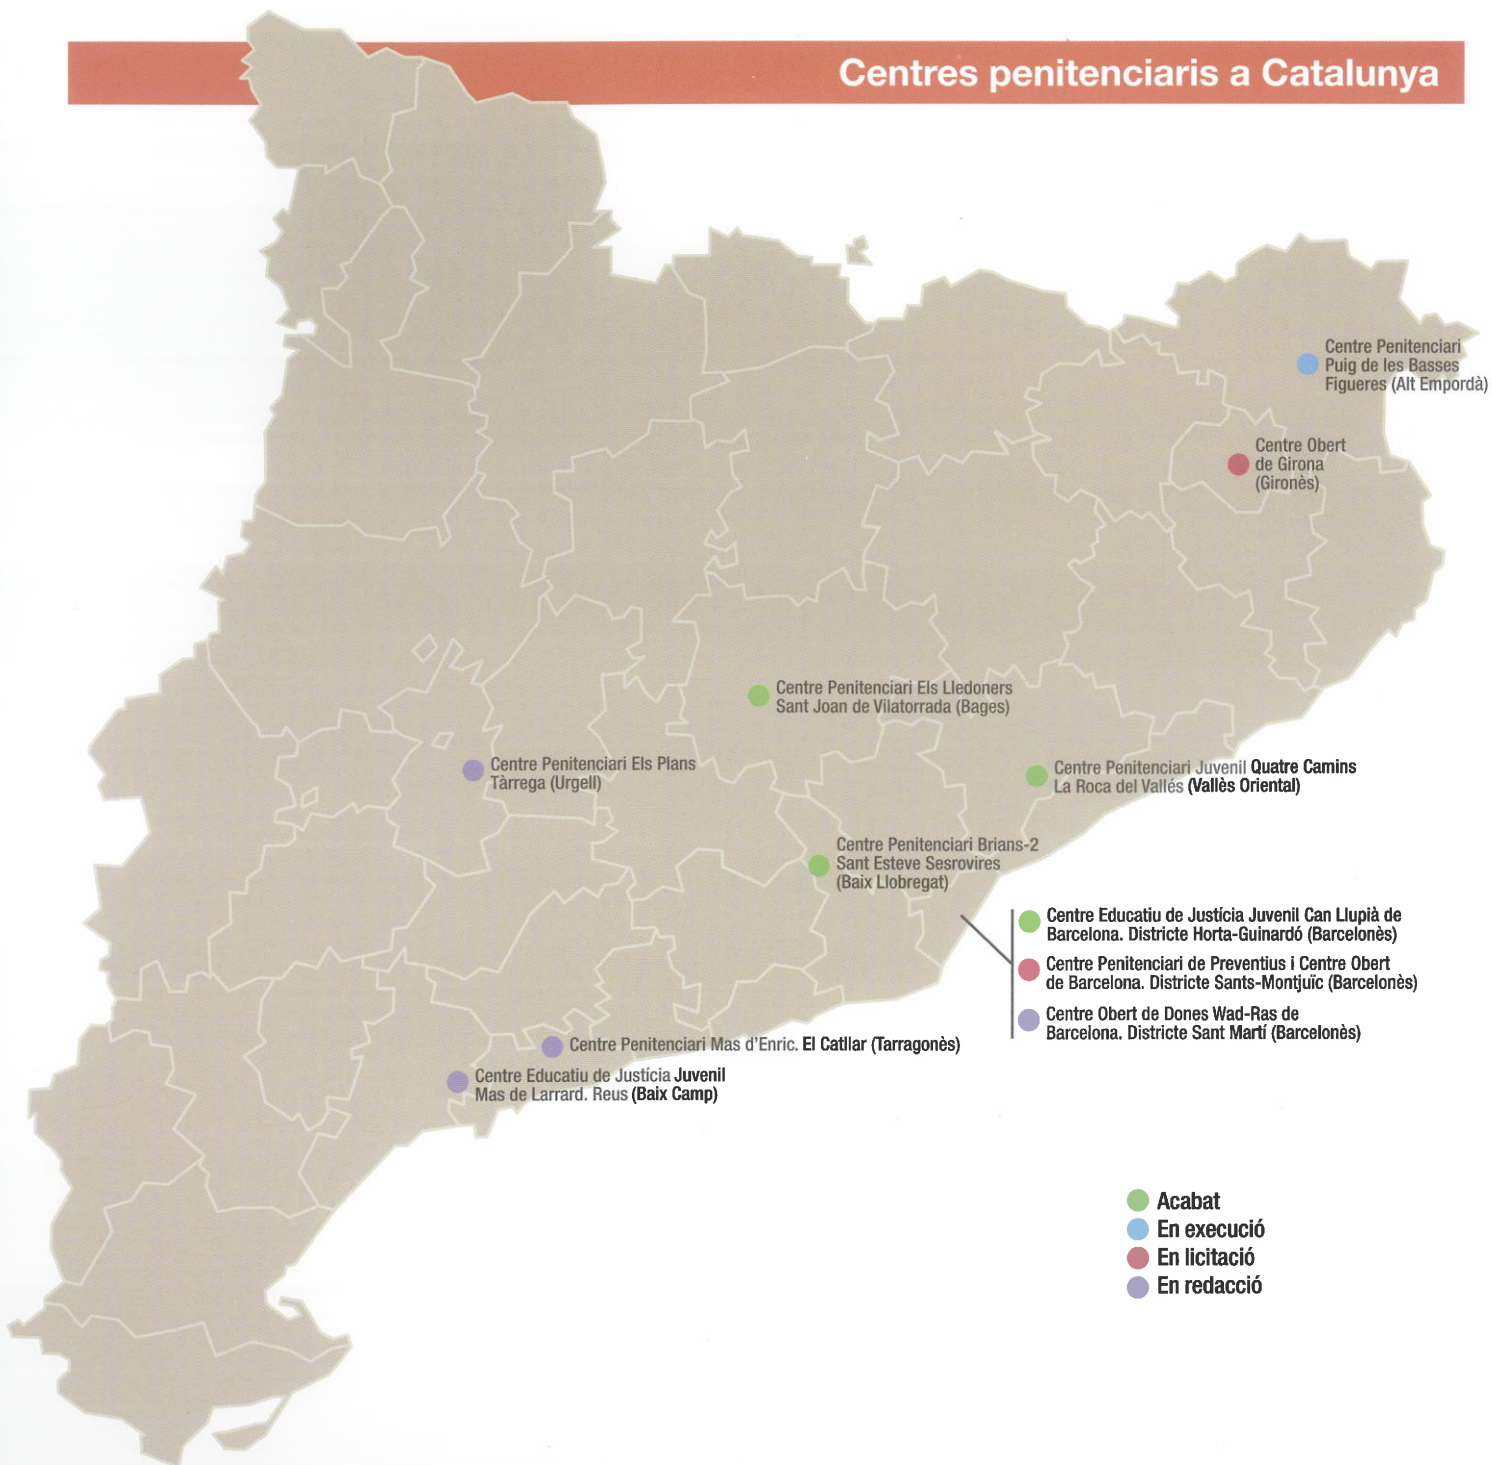 Centres penitenciaris a Catalunya
Centre Penitenciari
Puig de les Basses
Figueres (Alt Empordà)
Centre Obert
de Girona
(Gironès)
Centre Penitenciari Els Lledoners
Sant Joan de Vilatorrada (Bages)
Centre Penitenciari Els Plans
Tàrrega (Urgell)
Centre Penitenciari Juvenil Quatre Camins
La Roca del Vallés (Vallès Oriental)
Centre Penitenciari Brians-2
Sant Esteve Sesrovires
(Baix Llobregat)
Centre Educatiu de Justícia Juvenil Can Llupià de
Barcelona. Districte Horta-Guinardó (Barcelonès)
Centre Penitenciari de Preventius i Centre Obert
de Barcelona. Districte Sants-Montjuïc (Barcelonès)
Centre Obert de Dones Wad-Ras de
Barcelona. Districte Sant Martí (Barcelonès)
Centre Penitenciari Mas d'Enric. El Catllar (Tarragonès)
Centre Educatiu de Justícia Juvenil
Mas de Larrard. Reus (Baix Camp)
Acabat
En execució
En licitació
En redacció